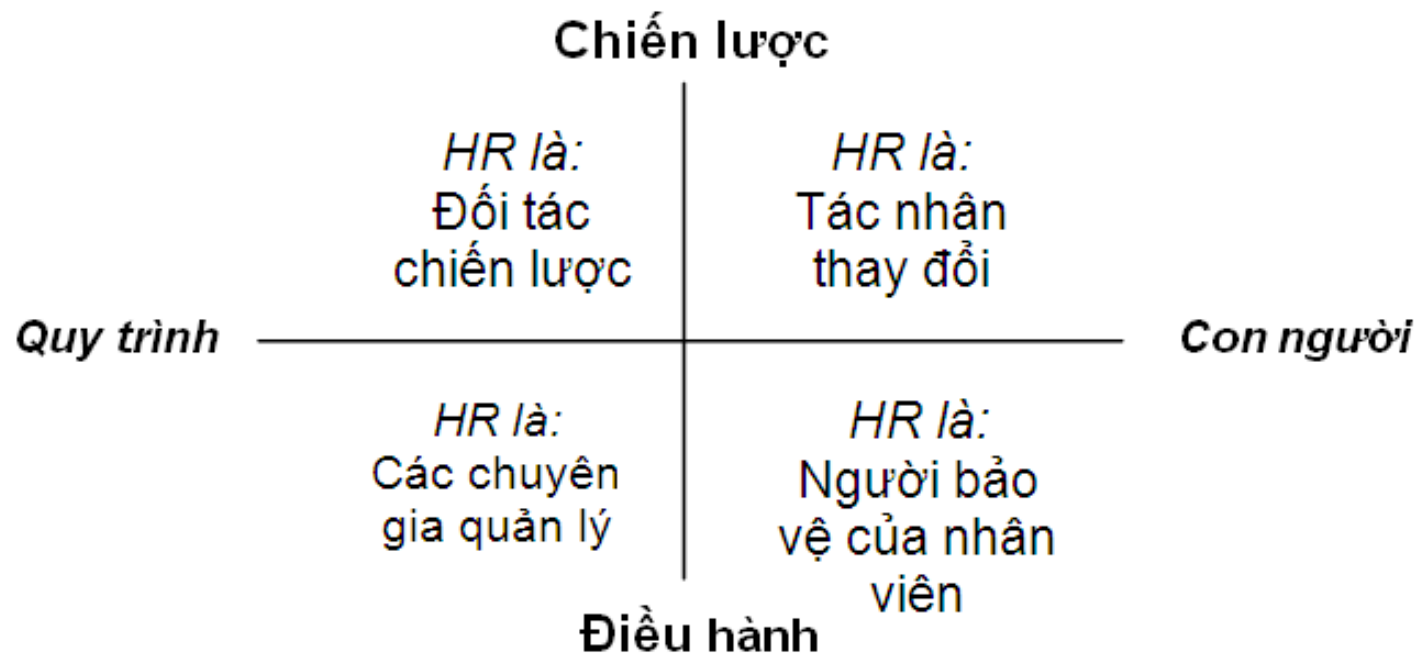 Chiến lược
HR là:
Đối tác
chiến lược
HR là:
Tác nhân
thay đổi
Quy trình
Con người
HR là:
Các chuyên
gia quản lý
HR là:
Người bảo
vệ của nhân
viên
Điều hành